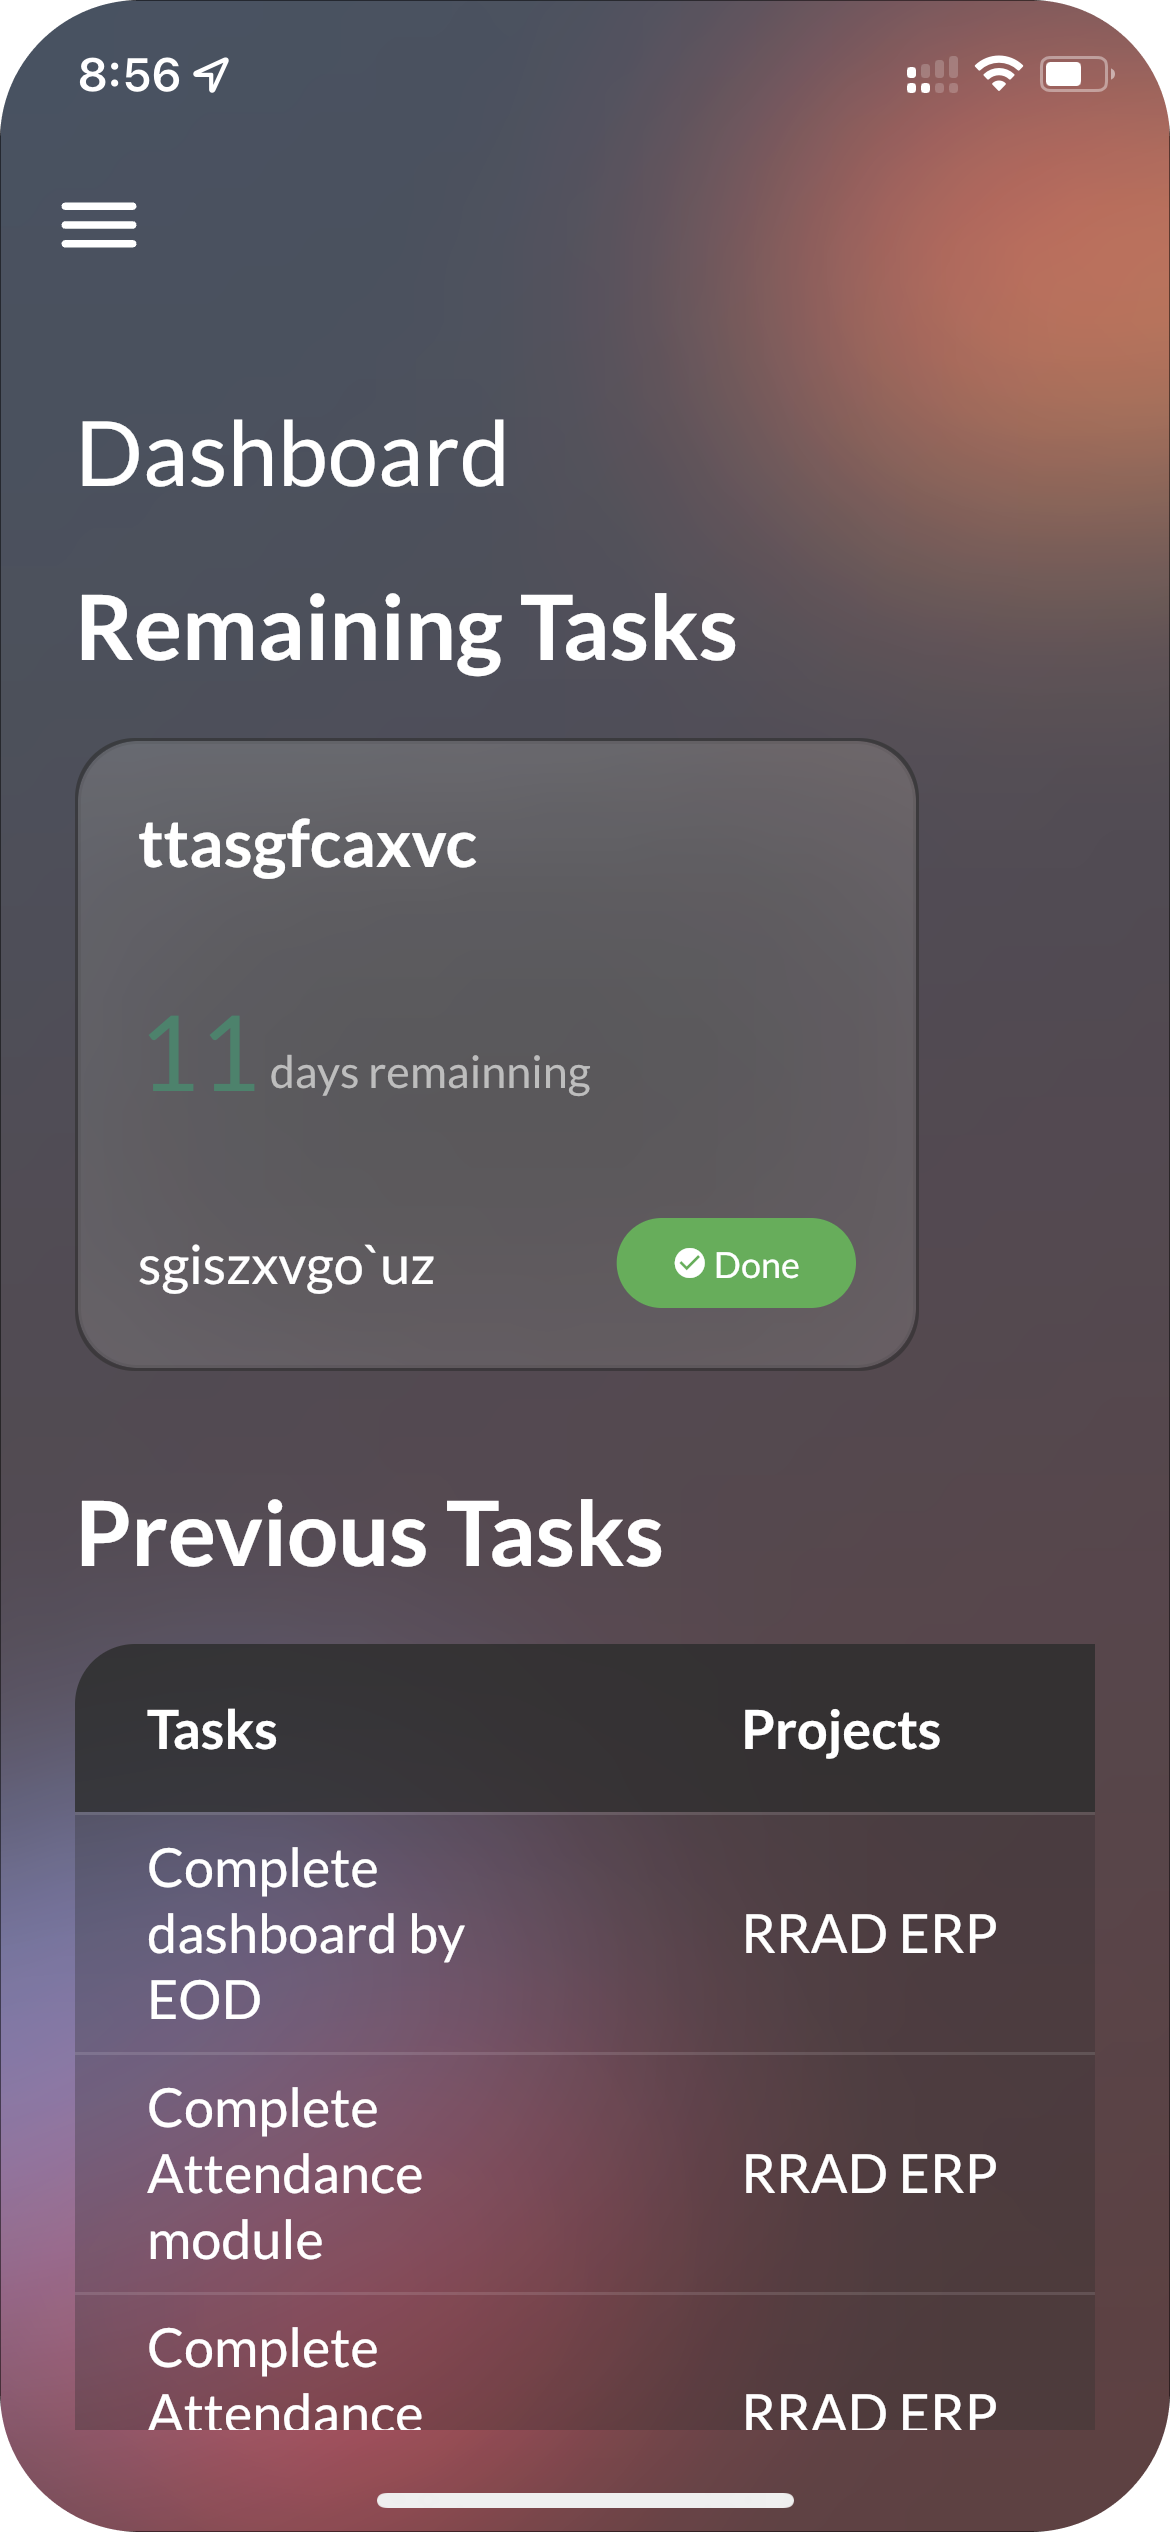 8:56
Dashboard
Remaining Tasks
ttasgfcaxvc
11 days remainning
sgiszxvgo`uz
Done
Previous Tasks
Tasks Projects
Complete
dashboard by
EOD
RRAD ERP
Complete
Attendance
module
RRAD ERP
Complete
Attendance
RRAD ERP